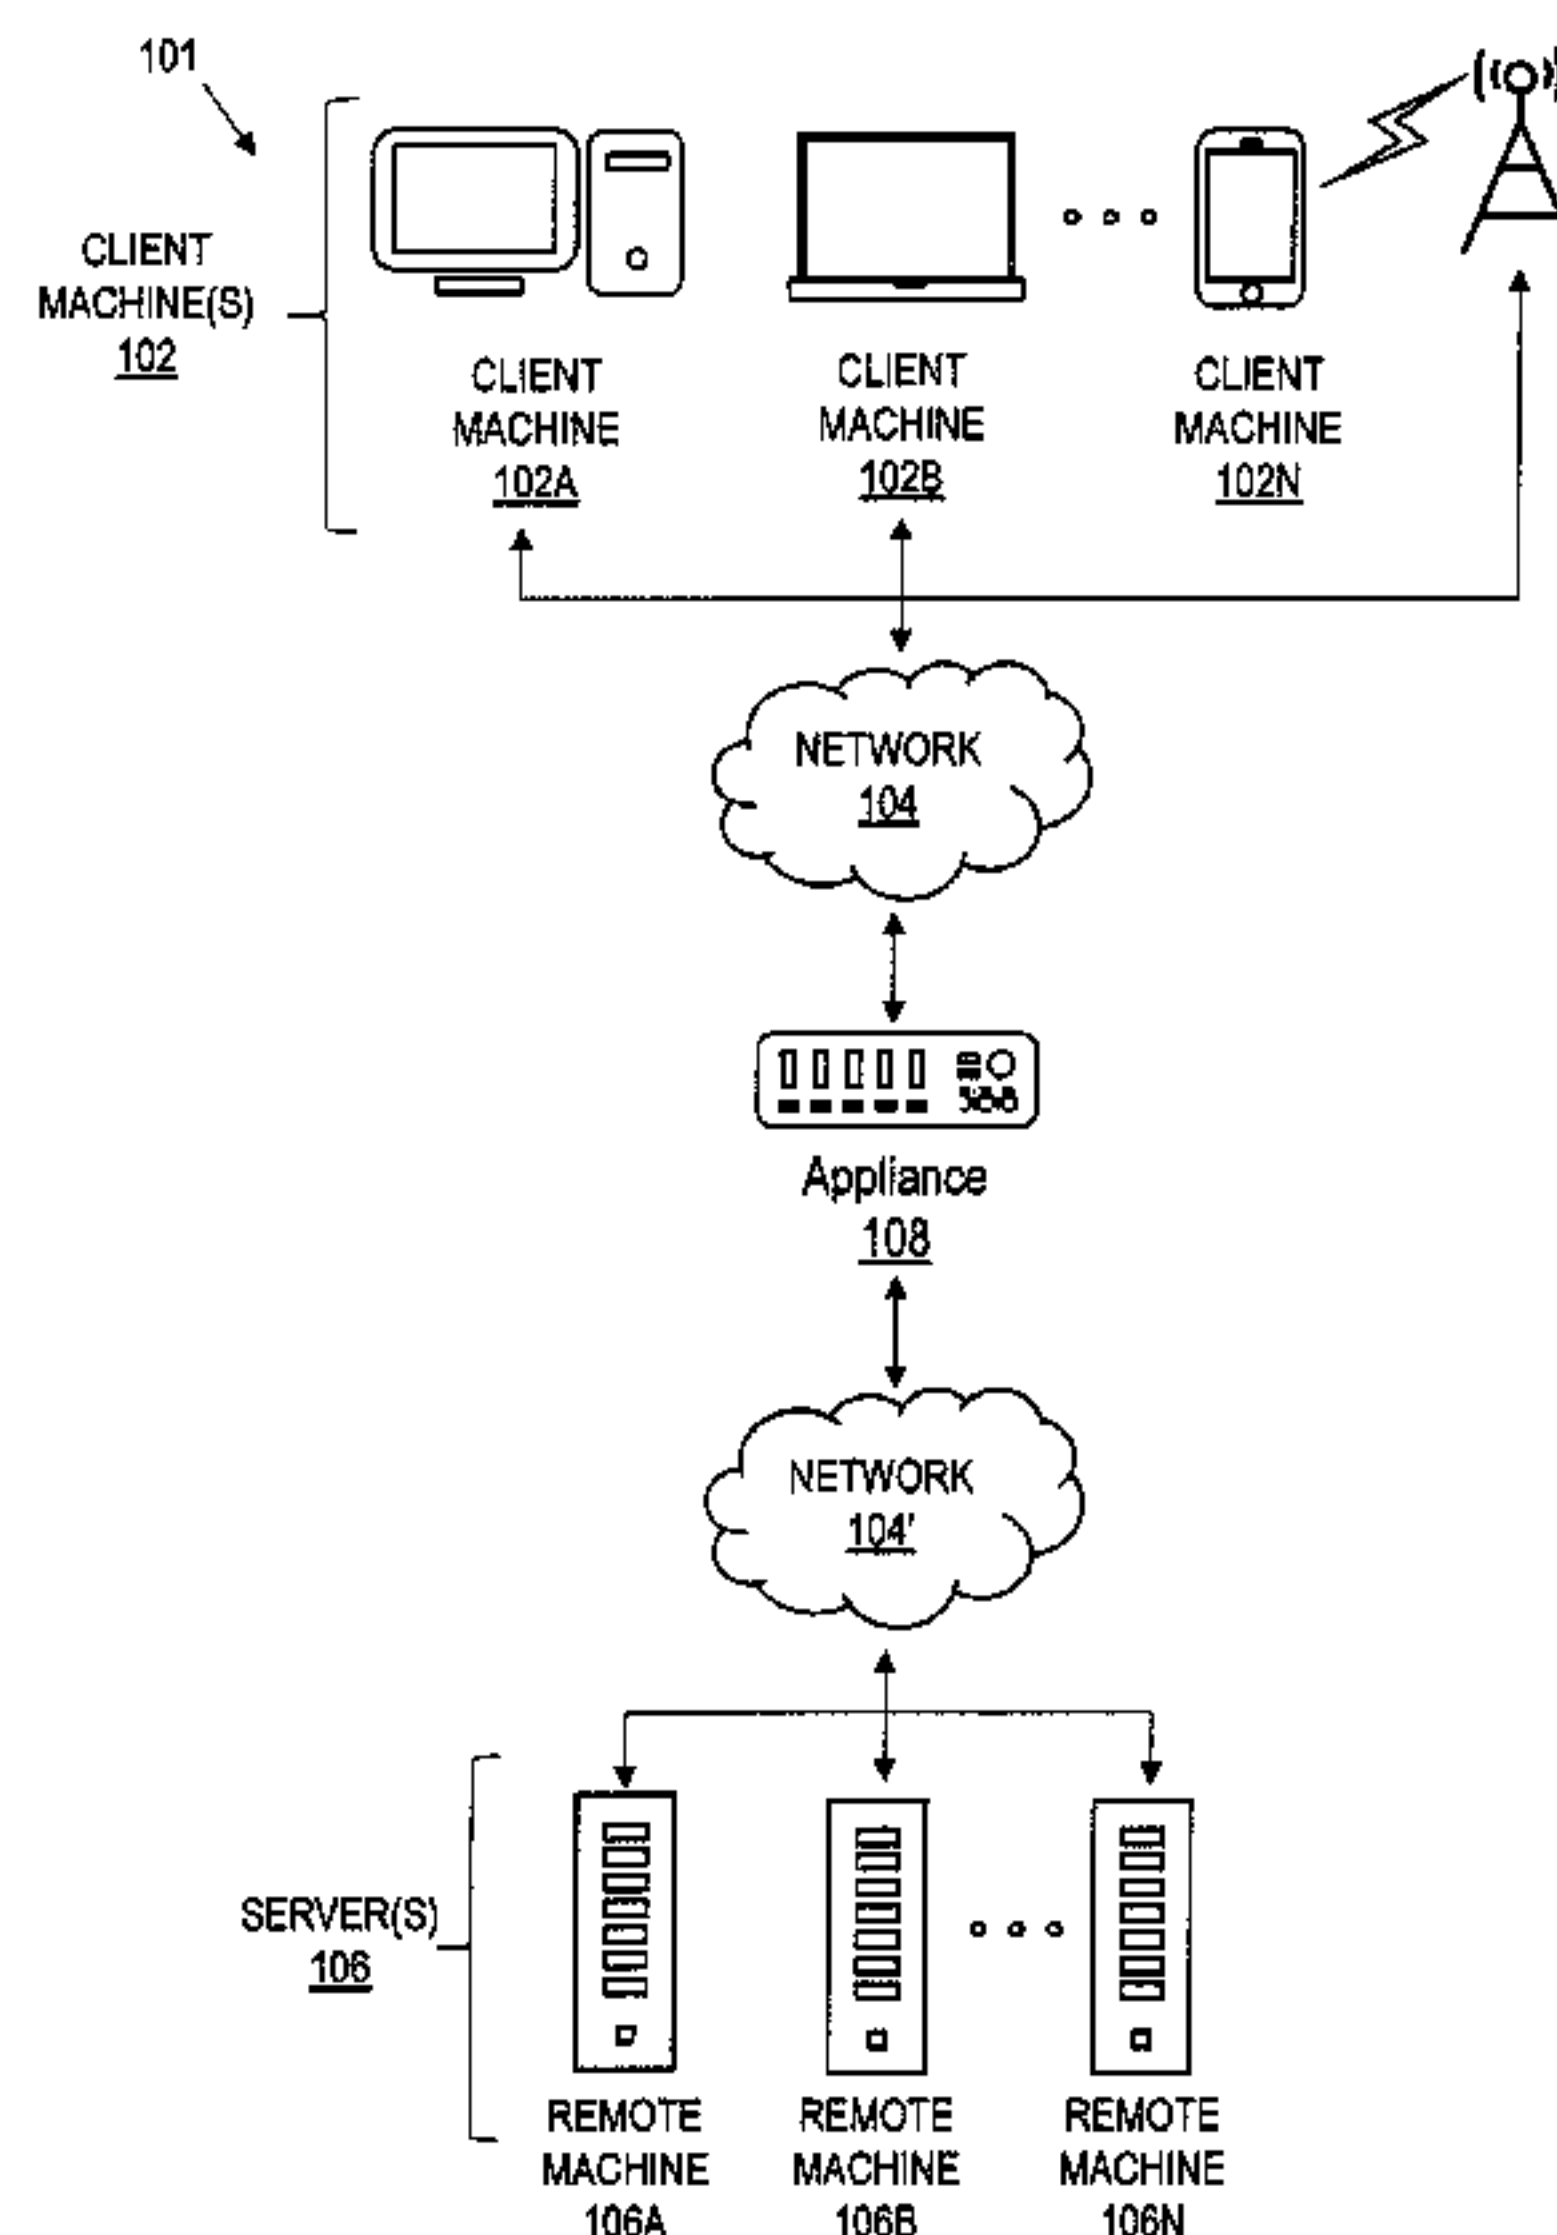 101
CLIENT
MACHINE(S)
102
CLIENT
MACHINE
102A
CLIENT
MACHINE
102B
CLIENT
MACHINE
102N
NETWORK
104
Appliance
108
NETWORK
104'
SERVER(S)
106
REMOTE
MACHINE
106A
REMOTE
MACHINE
106B
REMOTE
MACHINE
106N